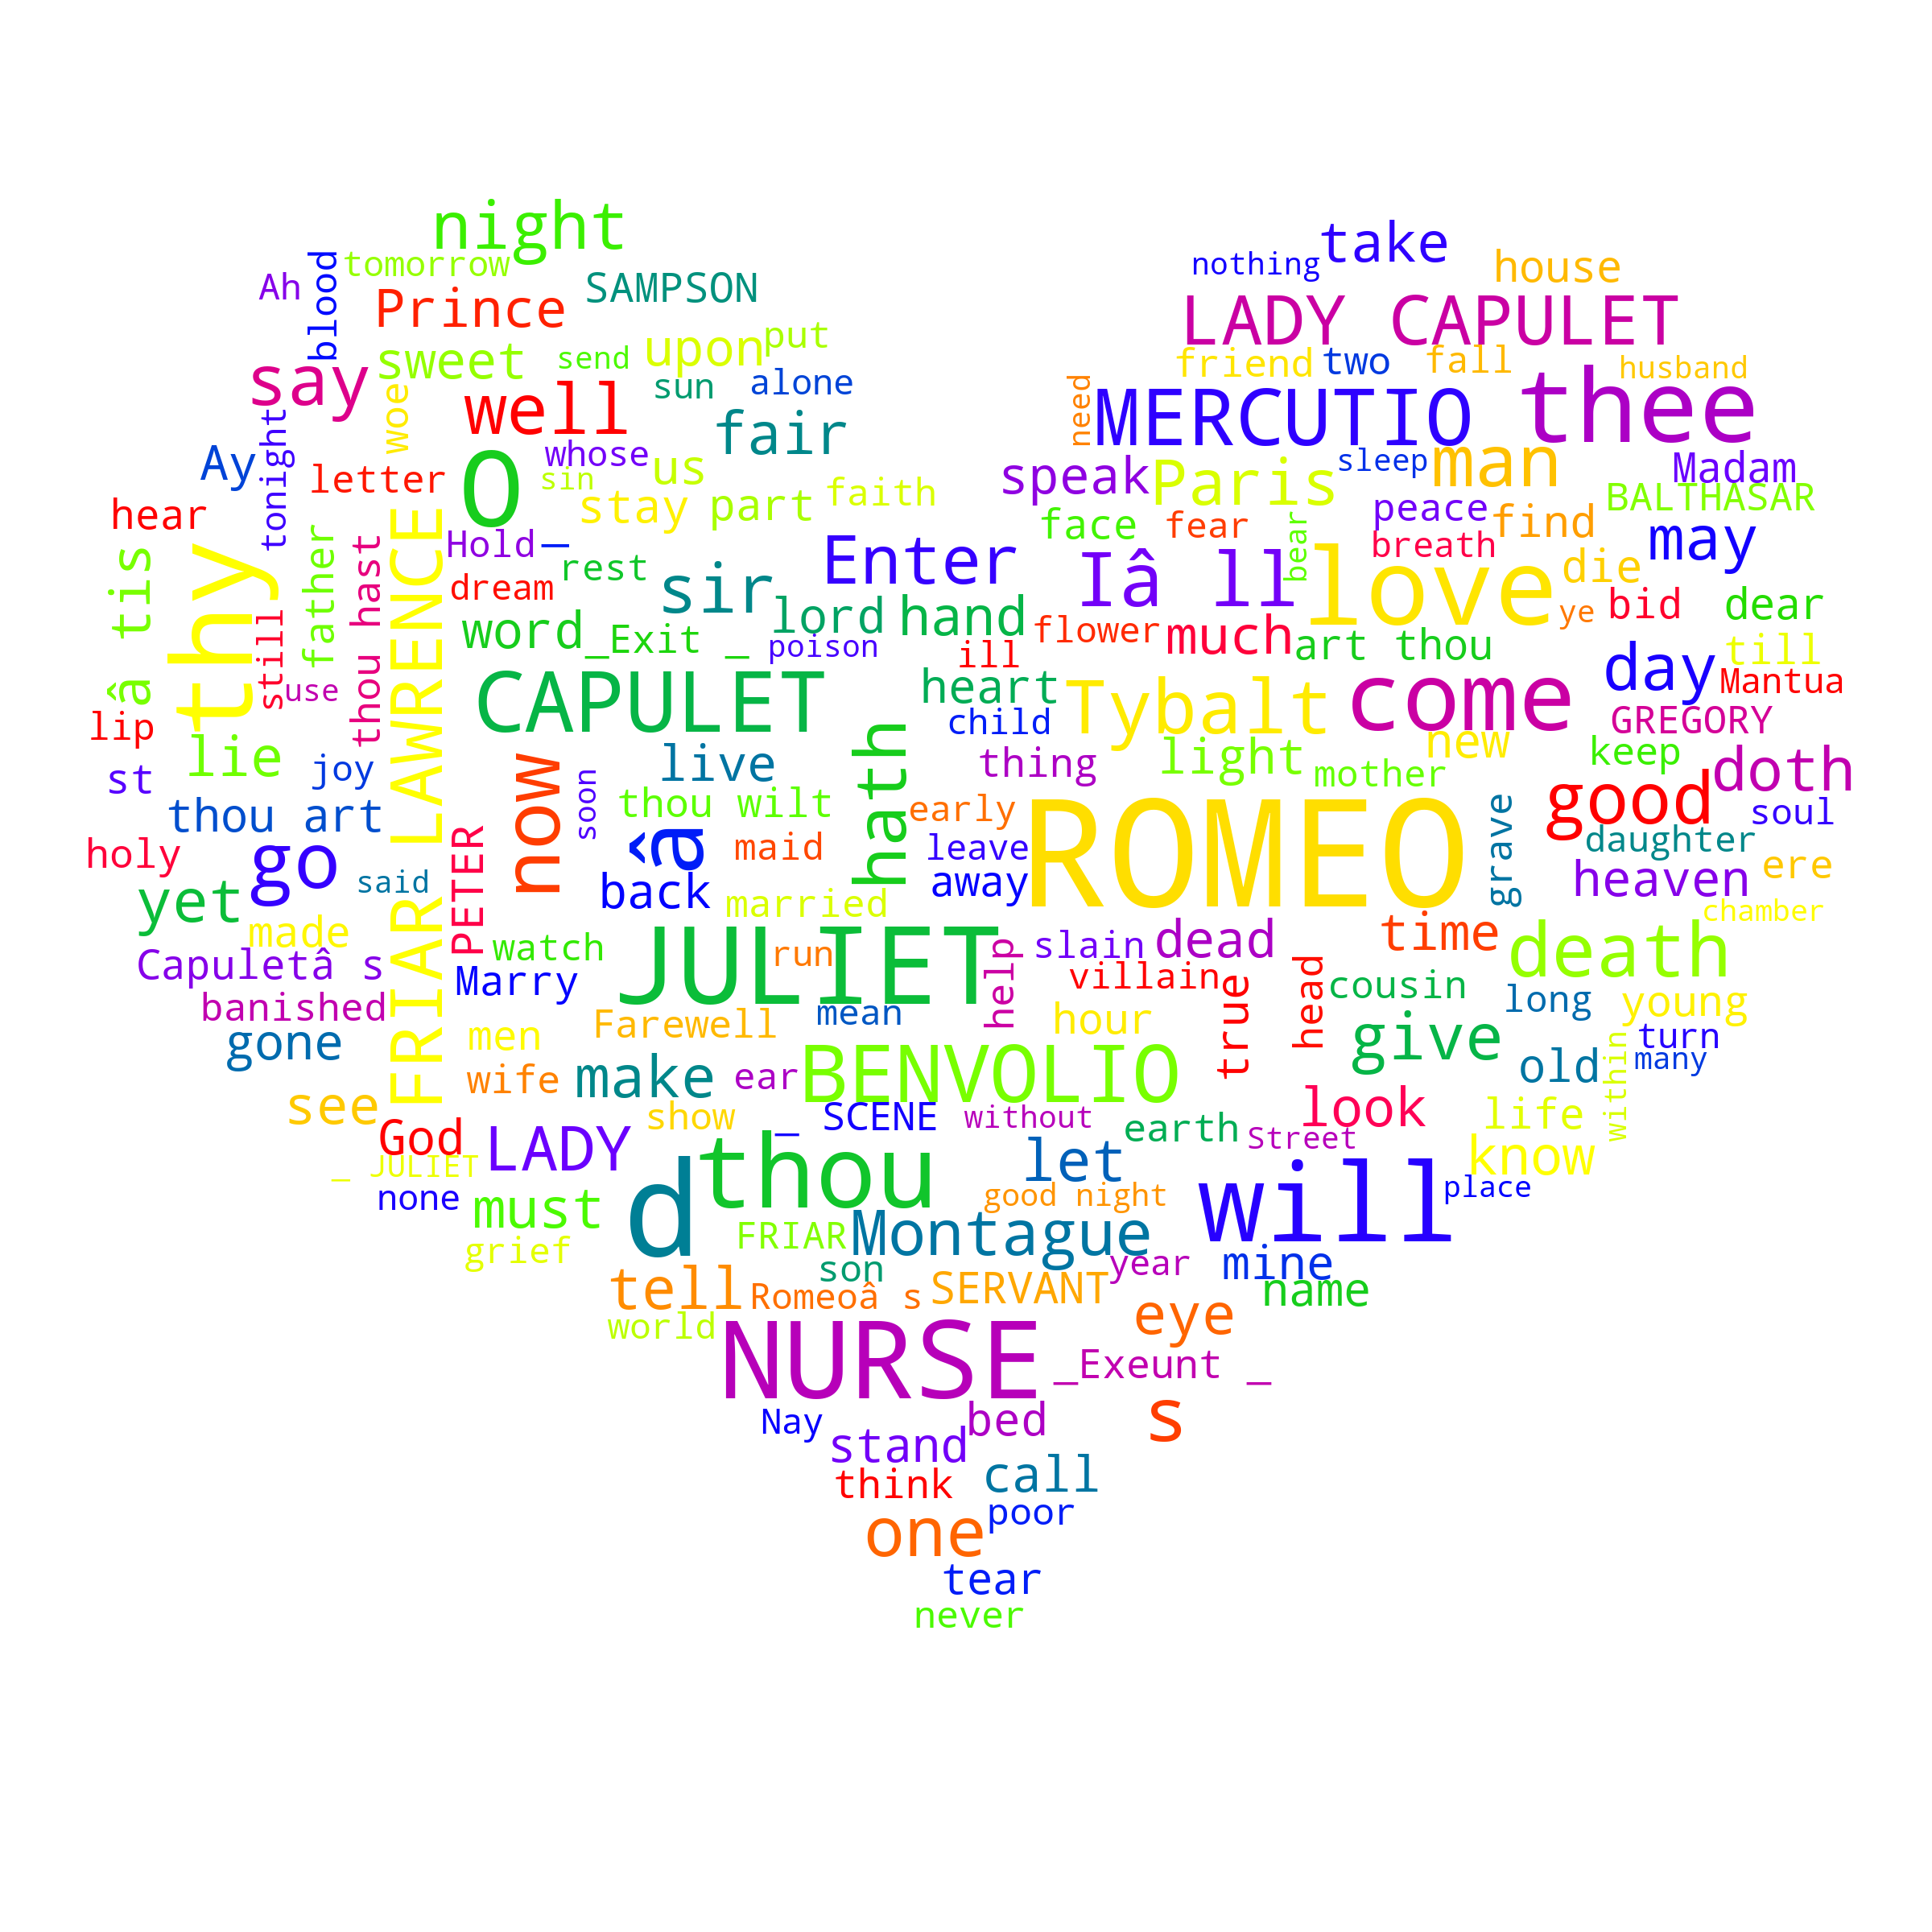 night
take
nothing
house
blood
tomorrow
Ah
SAMPSON
Prince
LADY CAPULET
upon
put
sweet
send
friend
two
fall
husband
say
sun
alone
woe
well
need
MERCUTIO
thee
fair
whose
us
Ay
tonight
letter
O
sin
stay
part
faith
speak
Paris
sleep
man
Madam
BALTHASAR
hear
face
fear
bear
peace
find
may
breath
Hold
_
Enter
Iâ ll
love
die
â tis
thy
father
thou hast
FRIAR LAWRENCE
dream
rest
sir
lord
hand
flower
much
art thou
ye
bid
dear
still
use
word
_Exit _
poison
ill
till
day
Mantua
lip
CAPULET
heart
Tybalt
come
child
GREGORY
lie
st
joy
now
soon
live
hath
thing
light
mother
new
keep
doth
thou art
thou wilt
early
ROMEO
grave
good
soul
holy
go
said
PETER
â
maid
leave
daughter
heaven
ere
yet
back
away
married
chamber
made
watch
JULIET
run
help
slain
dead
time
death
Capuletâ s
Marry
villain
true
head
cousin
long
young
banished
men
Farewell
mean
hour
give
turn
gone
wife
make
ear
BENVOLIO
old
within
many
see
show
_ SCENE
without
earth
Street
look
life
God
LADY
_ JULIET
thou
let
know
none
must
d
good night
will
place
grief
FRIAR
Montague
year
mine
son
tell
Romeoâ s
SERVANT
name
world
eye
NURSE
_Exeunt _
s
Nay
bed
stand
think
call
poor
one
tear
never